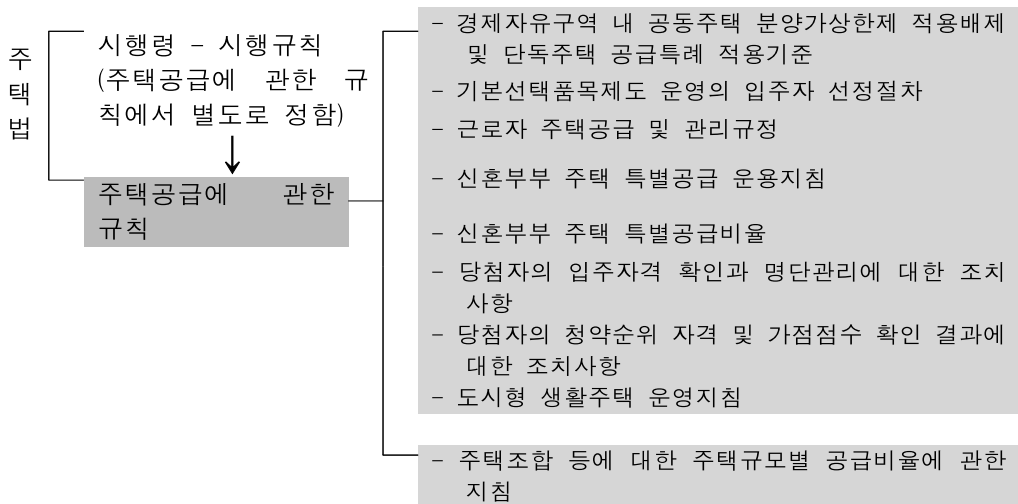 주
택
법
시행령 – 시행규칙
(주택공급에 관한 규
칙에서 별도로 정함)
주택공급에 관한
규칙
– 경제자유구역 내 공동주택 분양가상한제 적용배제
및 단독주택 공급특례 적용기준
– 기본선택품목제도 운영의 입주자 선정절차
– 근로자 주택공급 및 관리규정
– 신혼부부 주택 특별공급 운용지침
– 신혼부부 주택 특별공급비율
– 당첨자의 입주자격 확인과 명단관리에 대한 조치
사항
– 당첨자의 청약순위 자격 및 가점점수 확인 결과에
대한 조치사항
– 도시형 생활주택 운영지침
– 주택조합 등에 대한 주택규모별 공급비율에 관한
지침